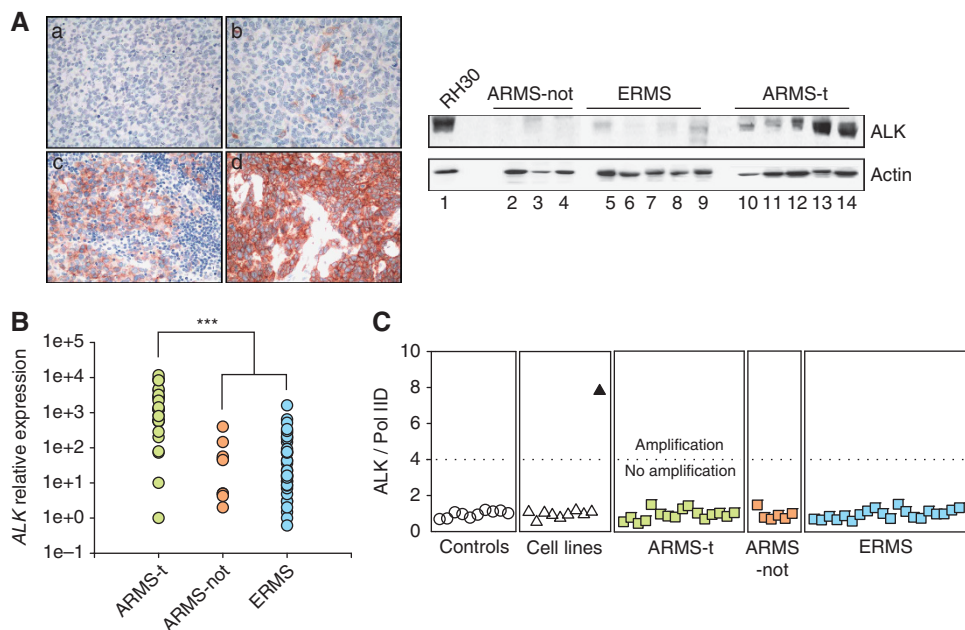 A
a
b
c
d
RH30
ARMS-not
ERMS
ARMS-t
ALK
Actin
1 2 3 4 5 6 7 8 9 10 11 12 13 14
B
***
ALK relative expression
1e+5
1e+4
1e+3
1e+2
1e+1
1e+0
1e–1
ARMS-t
ARMS-not
ERMS
C
ALK / Pol IID
10
8
6
4
2
0
Amplification
No amplification
Controls
Cell lines
ARMS-t
ARMS
-not
ERMS